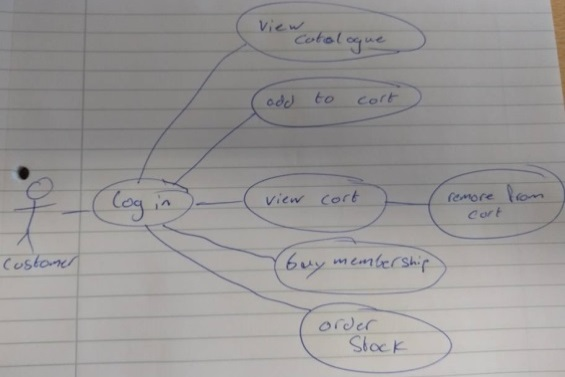 view
catalogue
add to cart
log in
view cart
remove from
cart
customer
buy membership
order
Stock